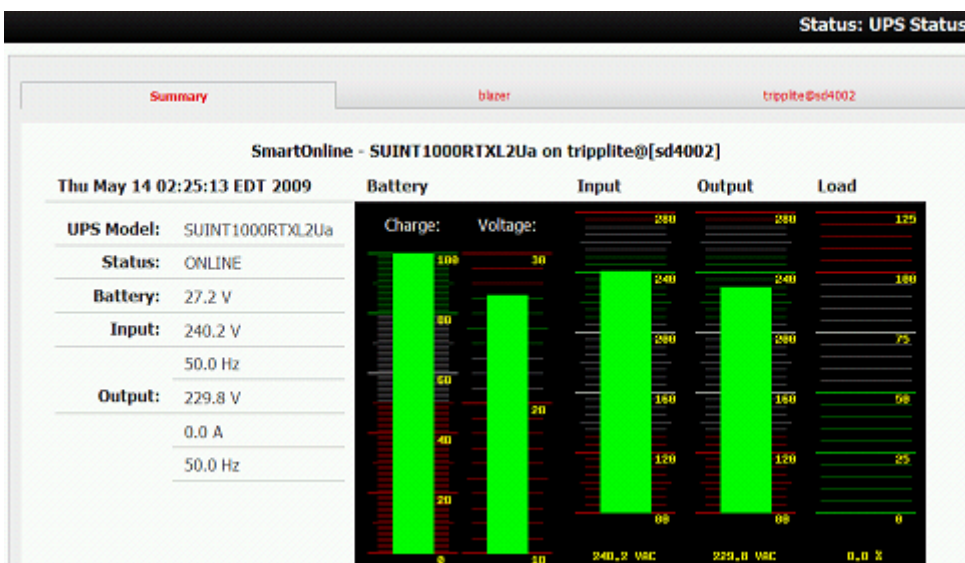 Status: UPS Status
Summary
blazer
tripplite@sd4002
SmartOnline - SUINT1000RTXL2Ua on tripplite@[sd4002]
Thu May 14 02:25:13 EDT 2009
Battery
Input
Output
Load
UPS Model: SUINT1000RTXL2Ua
Status: ONLINE
Battery: 27.2 V
Input: 240.2 V
50.0 Hz
Output: 229.8 V
0.0 A
50.0 Hz
Charge:
100
80
60
40
20
0
Voltage:
30
20
10
280
240
200
160
120
80
240.2 VAC
280
240
200
160
120
80
229.8 VAC
125
100
75
50
25
0
0.0 %